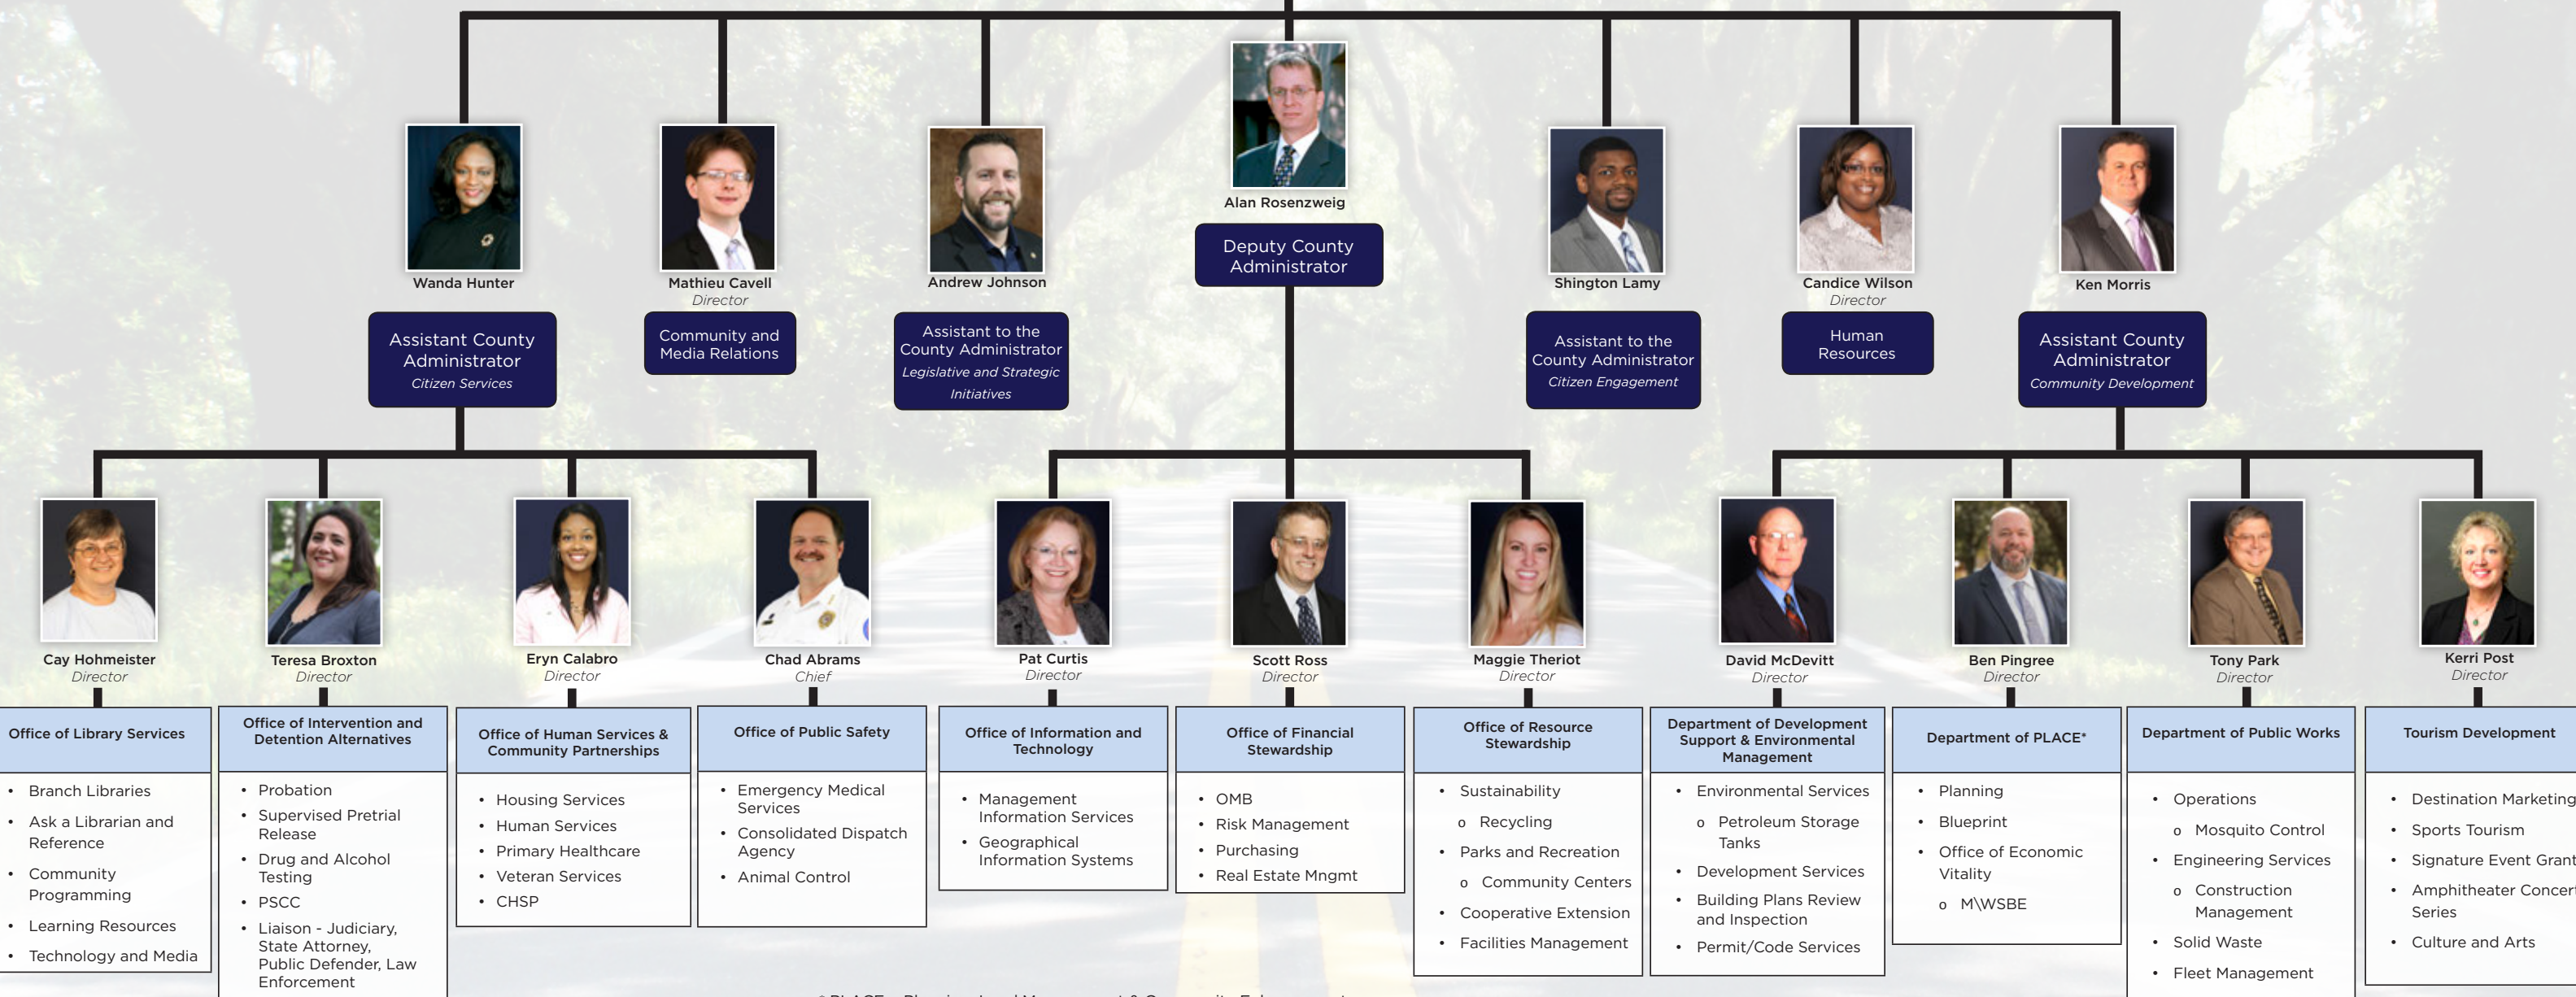 Alan Rosenzweig
Deputy County
Administrator
Wanda Hunter
Assistant County
Administrator
Citizen Services
Mathieu Cavell
Director
Community and
Media Relations
Andrew Johnson
Assistant to the
County Administrator
Legislative and Strategic
Initiatives
Shington Lamy
Assistant to the
County Administrator
Citizen Engagement
Candice Wilson
Director
Human
Resources
Ken Morris
Assistant County
Administrator
Community Development
Cay Hohmeister
Director
Office of Library Services
• Branch Libraries
• Ask a Librarian and
Reference
• Community
Programming
• Learning Resources
• Technology and Media
Teresa Broxton
Director
Office of Intervention and
Detention Alternatives
• Probation
• Supervised Pretrial
Release
• Drug and Alcohol
Testing
• PSCC
• Liaison - Judiciary,
State Attorney,
Public Defender, Law
Enforcement
Eryn Calabro
Director
Office of Human Services &
Community Partnerships
• Housing Services
• Human Services
• Primary Healthcare
• Veteran Services
• CHSP
Chad Abrams
Chief
Office of Public Safety
• Emergency Medical
Services
• Consolidated Dispatch
Agency
• Animal Control
Pat Curtis
Director
Office of Information and
Technology
• Management
Information Services
• Geographical
Information Systems
Scott Ross
Director
Office of Financial
Stewardship
• OMB
• Risk Management
• Purchasing
• Real Estate Mngmt
Maggie Theriot
Director
Office of Resource
Stewardship
• Sustainability
o Recycling
• Parks and Recreation
o Community Centers
• Cooperative Extension
• Facilities Management
David McDevitt
Director
Department of Development
Support & Environmental
Management
• Environmental Services
o Petroleum Storage
Tanks
• Development Services
• Building Plans Review
and Inspection
• Permit/Code Services
Ben Pingree
Director
Department of PLACE*
• Planning
• Blueprint
• Office of Economic
Vitality
o M\WSBE
Tony Park
Director
Department of Public Works
• Operations
o Mosquito Control
• Engineering Services
o Construction
Management
• Solid Waste
• Fleet Management
Kerri Post
Director
Tourism Development
• Destination Marketing
• Sports Tourism
• Signature Event Grant
• Amphitheater Concert
Series
• Culture and Arts